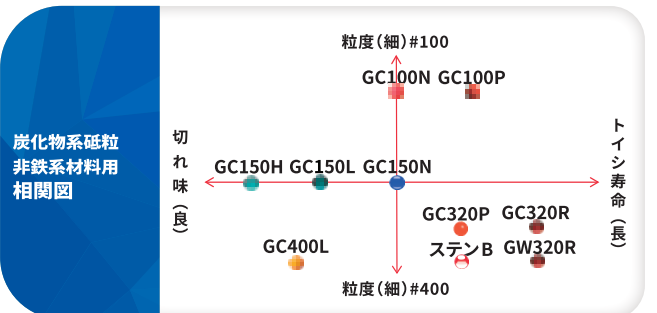 炭化物系砥粒
非鉄系材料用
相関図
粒度（細）#100
GC100N GC100P
切れ味（良）
GC150H GC150L GC150N
トイシ寿命（長）
GC320P GC320R
GC400L ステンB GW320R
粒度（細）#400